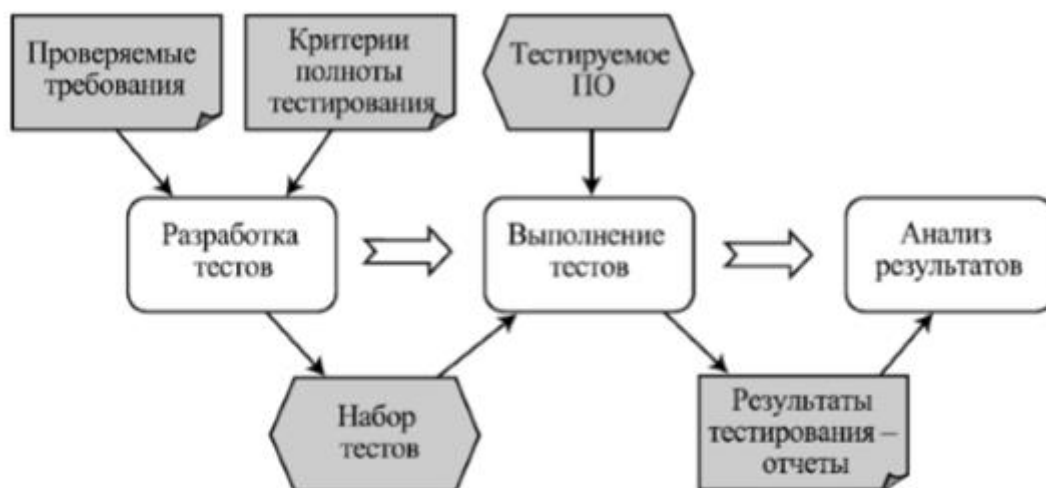 Проверяемые
требования
Критерии
полноты
тестирования
Тестируемое
ПО
Разработка
тестов
Выполнение
тестов
Анализ
результатов
Набор
тестов
Результаты
тестирования –
отчеты